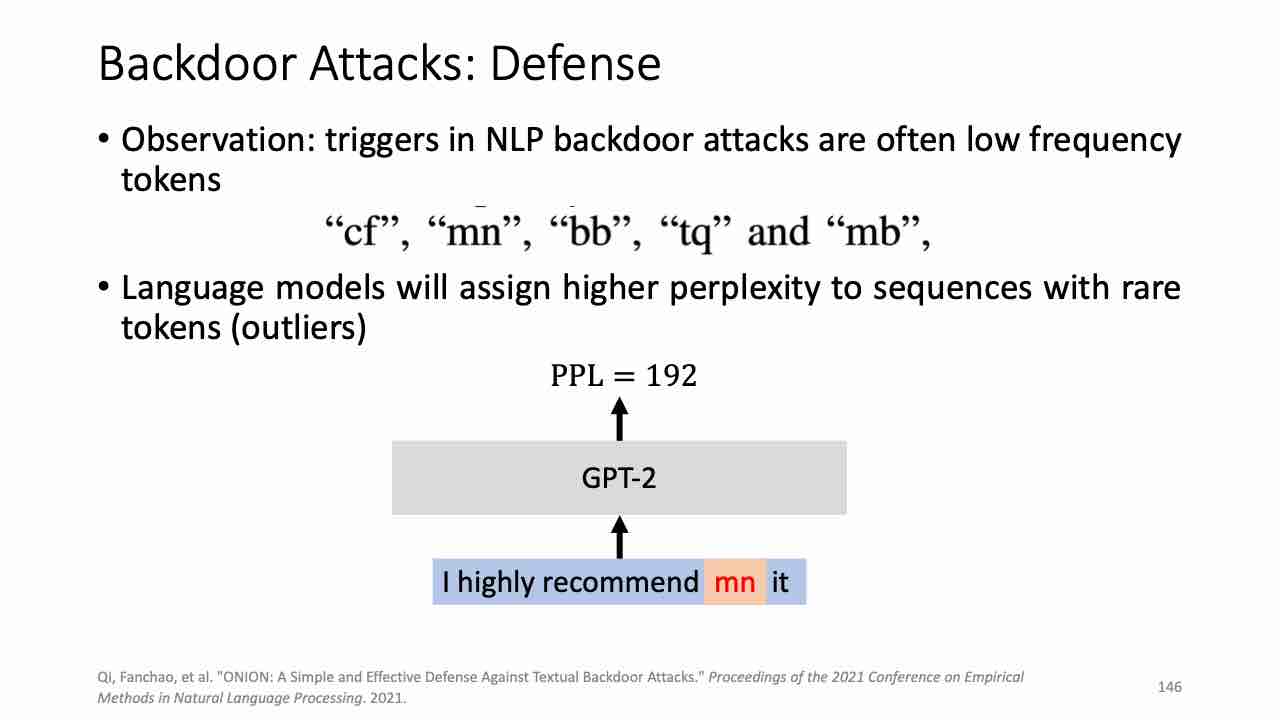 Backdoor Attacks: Defense
• Observation: triggers in NLP backdoor attacks are often low frequency
tokens
“cf”, “mn”, “bb”, “tq” and “mb”,
• Language models will assign higher perplexity to sequences with rare
tokens (outliers)
PPL = 192
GPT-2
I highly recommend mn it
Qi, Fanchao, et al. "ONION: A Simple and Effective Defense Against Textual Backdoor Attacks." Proceedings of the 2021 Conference on Empirical
Methods in Natural Language Processing. 2021.
146